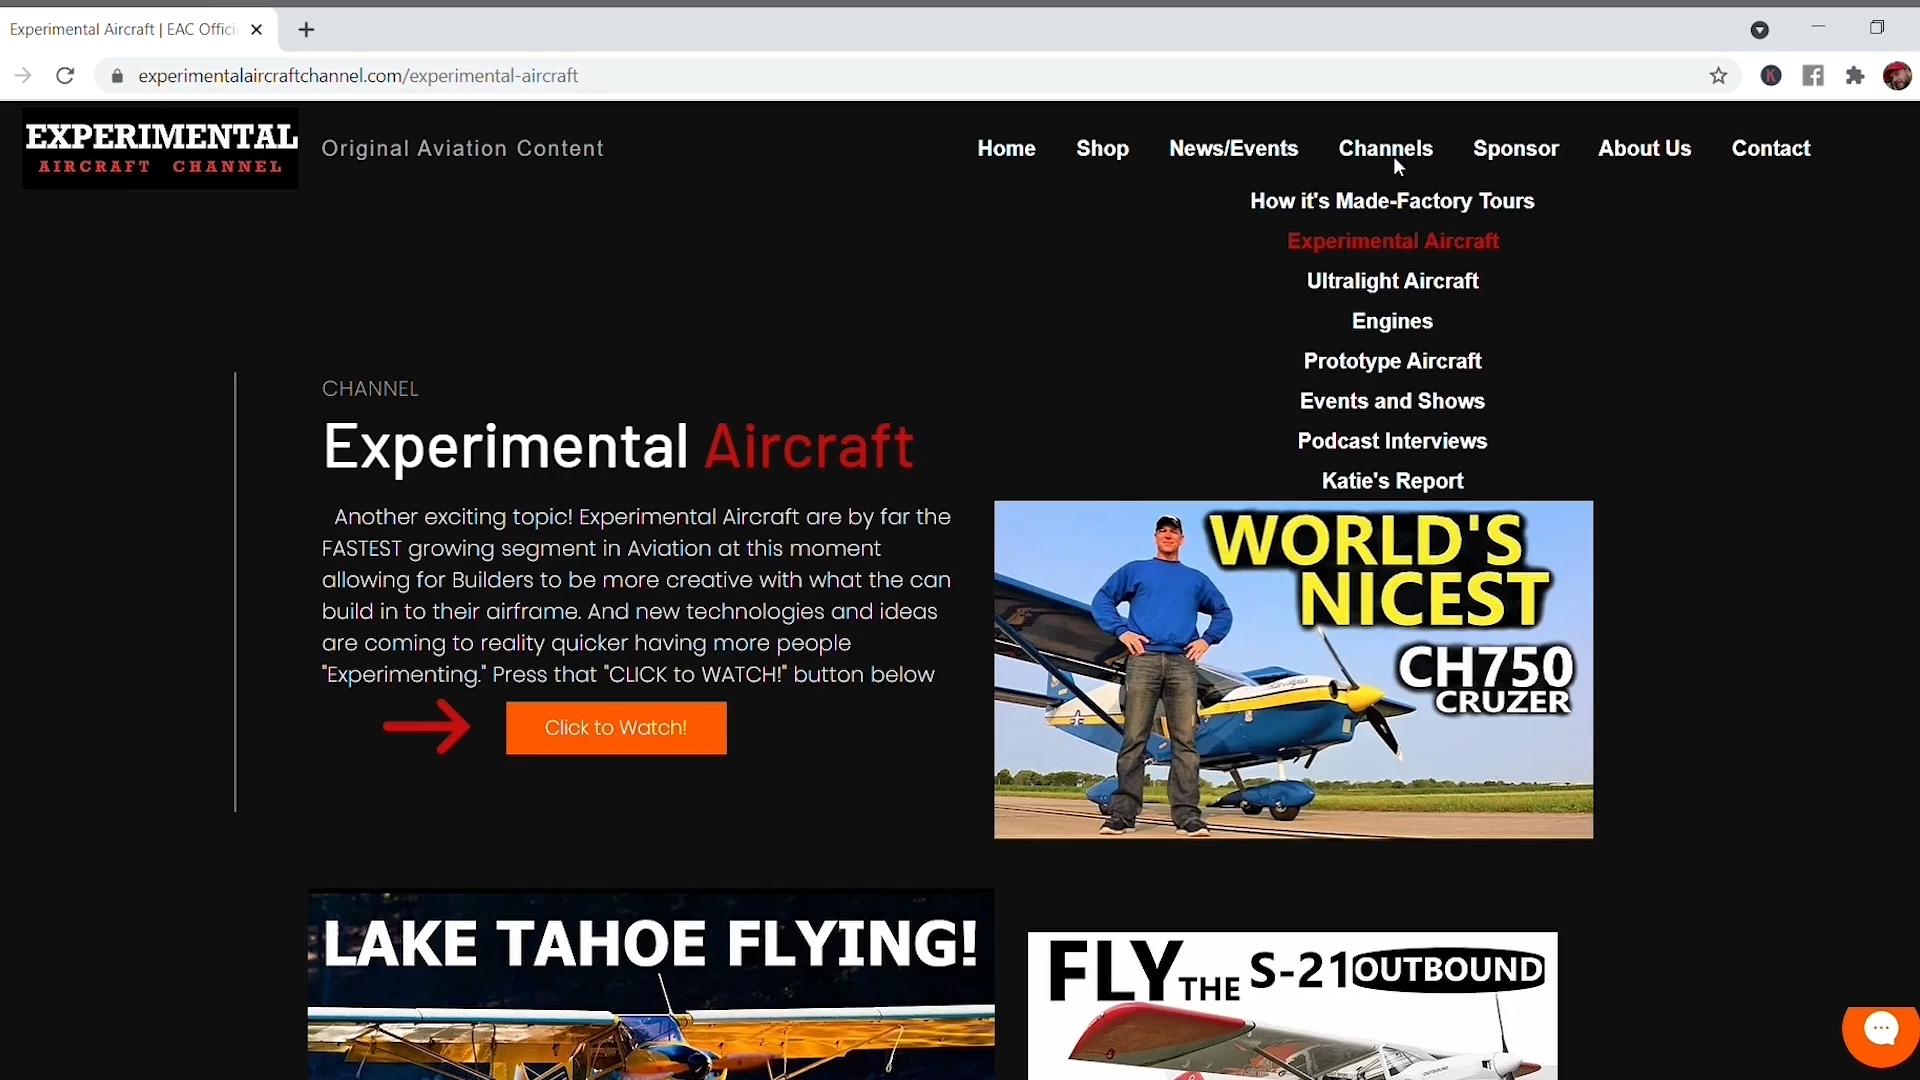 Experimental Aircraft | EAC Offici
experimentalaircraftchannel.com/experimental-aircraft
K
EXPERIMENTAL
AIRCRAFT CHANNEL
Original Aviation Content
Home
Shop
News/Events
Channels
Sponsor
About Us
Contact
How it's Made-Factory Tours
Experimental Aircraft
Ultralight Aircraft
Engines
Prototype Aircraft
Events and Shows
Podcast Interviews
Katie's Report
CHANNEL
Experimental Aircraft
Another exciting topic! Experimental Aircraft are by far the
FASTEST growing segment in Aviation at this moment
allowing for Builders to be more creative with what the can
build in to their airframe. And new technologies and ideas
are coming to reality quicker having more people
"Experimenting." Press that "CLICK to WATCH!" button below
Click to Watch!
WORLD'S
NICEST
CH750
CRUZER
LAKE TAHOE FLYING!
FLY THE S-21 OUTBOUND
OUTBOUND